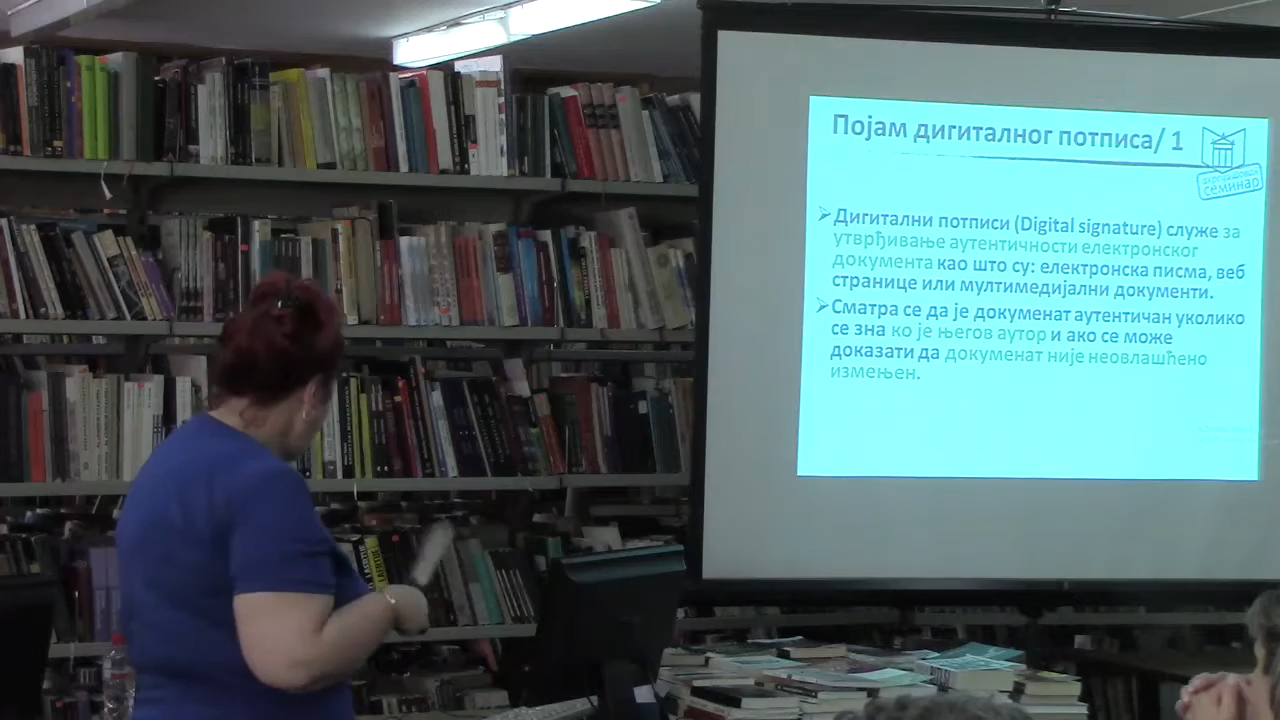 Појам дигиталног потписа/ 1
семинар
Дигитални потписи (Digital signature) служе за
утврђивање аутентичности електронског
документа као што су: електронска писма, веб
странице или мултимедијални документи.
Сматра се да је документ аутентичан уколико
се зна ко је његов аутор и ако се може
доказати да документ није неовлашћено
измењен.